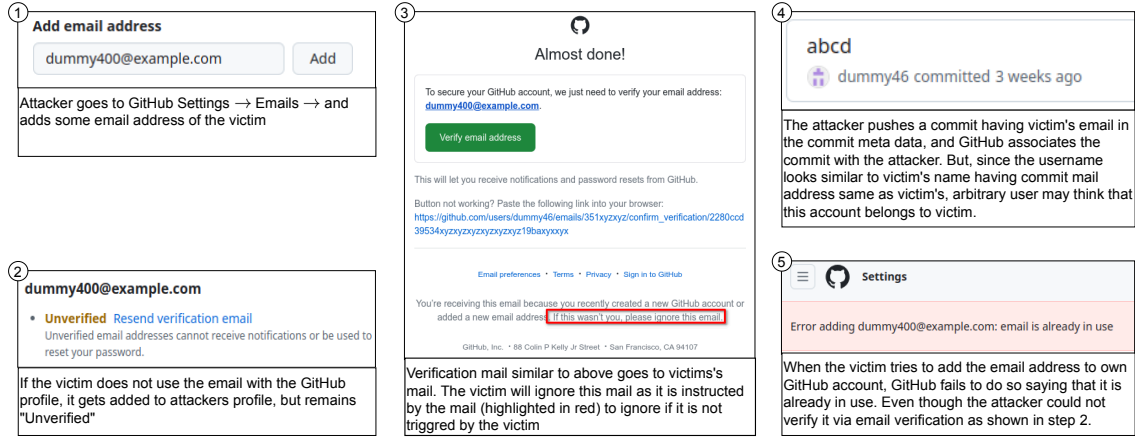 1
Add email address
dummy400@example.com
Add
Attacker goes to GitHub Settings → Emails → and
adds some email address of the victim
2
dummy400@example.com
• Unverified Resend verification email
Unverified email addresses cannot receive notifications or be used to
reset your password.
If the victim does not use the email with the GitHub
profile, it gets added to attackers profile, but remains
"Unverified"
3
Almost done!
To secure your GitHub account, we just need to verify your email address:
dummy400@example.com.
Verify email address
This will let you receive notifications and password resets from GitHub.
Button not working? Paste the following link into your browser:
https://github.com/users/dummy46/emails/351xyzxyz/confirm_verification/2280ccd
39534xyzxyzxyzxyzxyzxyz19baxyxxyx
Email preferences • Terms • Privacy • Sign in to GitHub
You're receiving this email because you recently created a new GitHub account or
added a new email address. If this wasn't you, please ignore this email.
GitHub, Inc. • 88 Colin P Kelly Jr Street • San Francisco, CA 94107
Verification mail similar to above goes to victims's
mail. The victim will ignore this mail as it is instructed
by the mail (highlighted in red) to ignore if it is not
triggred by the victim
4
abcd
dummy46 committed 3 weeks ago
The attacker pushes a commit having victim's email in
the commit meta data, and GitHub associates the
commit with the attacker. But, since the username
looks similar to victim's name having commit mail
address same as victim's, arbitrary user may think that
this account belongs to victim.
5
Settings
Error adding dummy400@example.com: email is already in use
When the victim tries to add the email address to own
GitHub account, GitHub fails to do so saying that it is
already in use. Even though the attacker could not
verify it via email verification as shown in step 2.